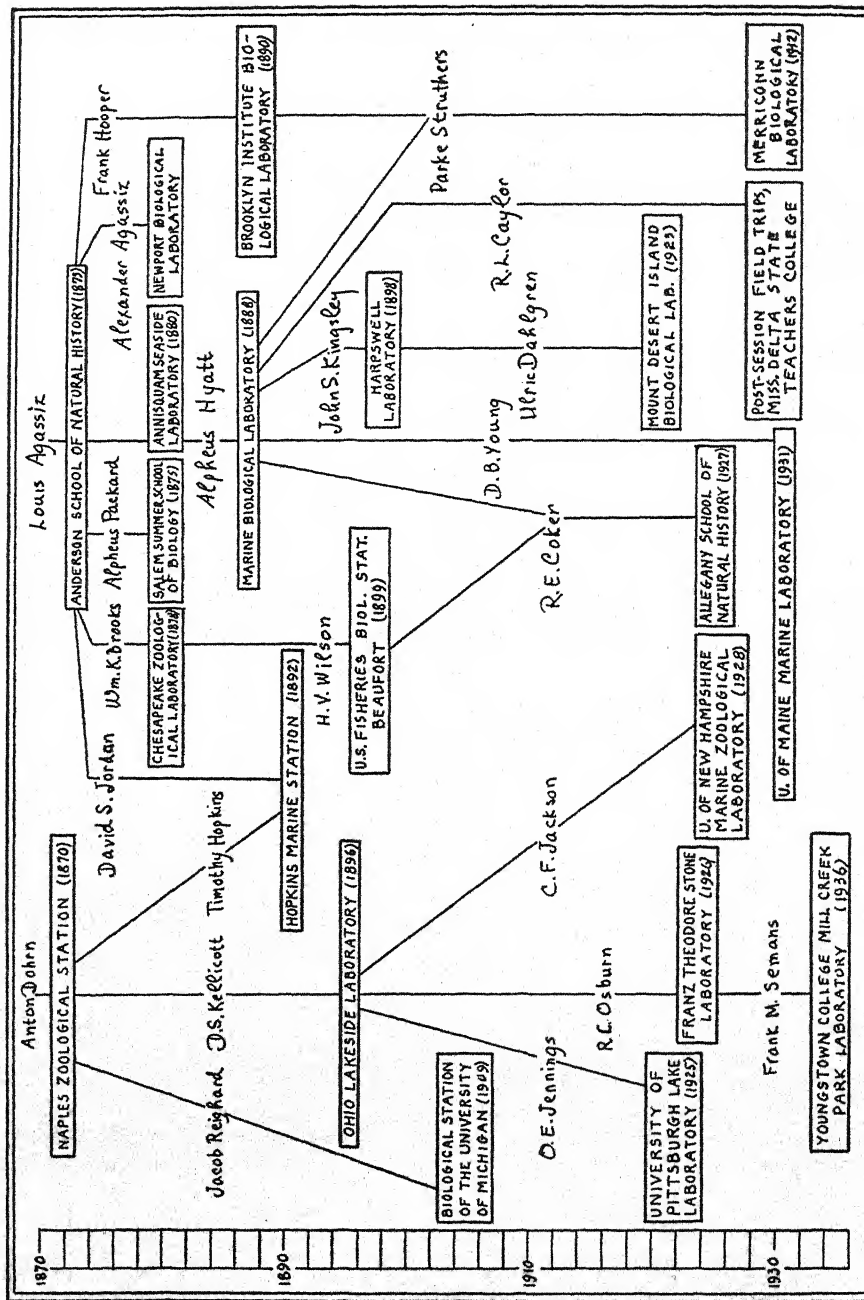 1870
1890
1910
1930
Anton Dohrn
Louis Agassiz
NAPLES ZOOLOGICAL STATION (1870)
ANDERSON SCHOOL OF NATURAL HISTORY (1873)
David S. Jordan
Wm. K. Brooks
Alpheus Packard
Alexander Agassiz
Frank Hooper
CHESAPEAKE ZOOLOG-
ICAL LABORATORY (1878)
SALEM SUMMER SCHOOL
OF BIOLOGY (1875)
ANNISQUAM SEASIDE
LABORATORY (1880)
NEWPORT BIOLOGICAL
LABORATORY
Jacob Reighard
D.S. Kellicott
Timothy Hopkins
Alpheus Hyatt
HOPKINS MARINE STATION (1892)
MARINE BIOLOGICAL LABORATORY (1888)
BROOKLYN INSTITUTE BIO-
LOGICAL LABORATORY (1890)
H.V. Wilson
John S. Kingsley
OHIO LAKESIDE LABORATORY (1896)
U.S. FISHERIES BIOL. STAT.
BEAUFORT (1899)
HARPSWELL
LABORATORY (1898)
Parke Struthers
BIOLOGICAL STATION
OF THE UNIVERSITY
OF MICHIGAN (1909)
D.B. Young
R.L. Caylor
Ulric Dahlgren
O.E. Jennings
C.F. Jackson
R.E. Coker
R.C. Osburn
UNIVERSITY OF
PITTSBURGH LAKE
LABORATORY (1925)
MOUNT DESERT ISLAND
BIOLOGICAL LAB.
FRANZ THEODORE STONE
LABORATORY
U. OF NEW HAMPSHIRE
MARINE ZOOLOGICAL
LABORATORY (1928)
ALLEGANY SCHOOL OF
NATURAL HISTORY (1927)
Frank M. Semans
U. OF MAINE MARINE LABORATORY (1931)
POST-SESSION FIELD TRIPS,
MISS. DELTA STATE
TEACHERS COLLEGE
MERRICONN
BIOLOGICAL
LABORATORY
YOUNGSTOWN COLLEGE MILL CREEK
PARK LABORATORY (1936)